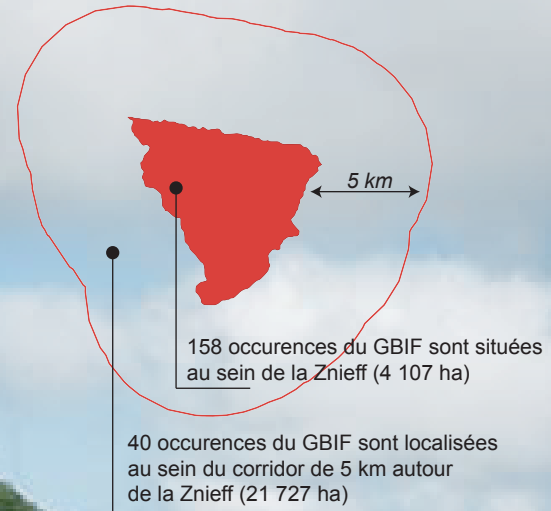 5 km
158 occurences du GBIF sont situées
au sein de la Znieff (4 107 ha)
40 occurences du GBIF sont localisées
au sein du corridor de 5 km autour
de la Znieff (21 727 ha)